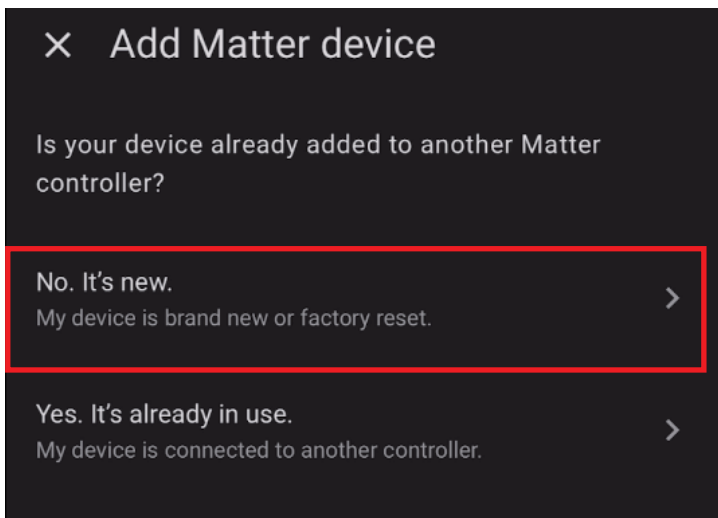 Add Matter device
Is your device already added to another Matter
controller?
No. It’s new.
My device is brand new or factory reset.
Yes. It’s already in use.
My device is connected to another controller.